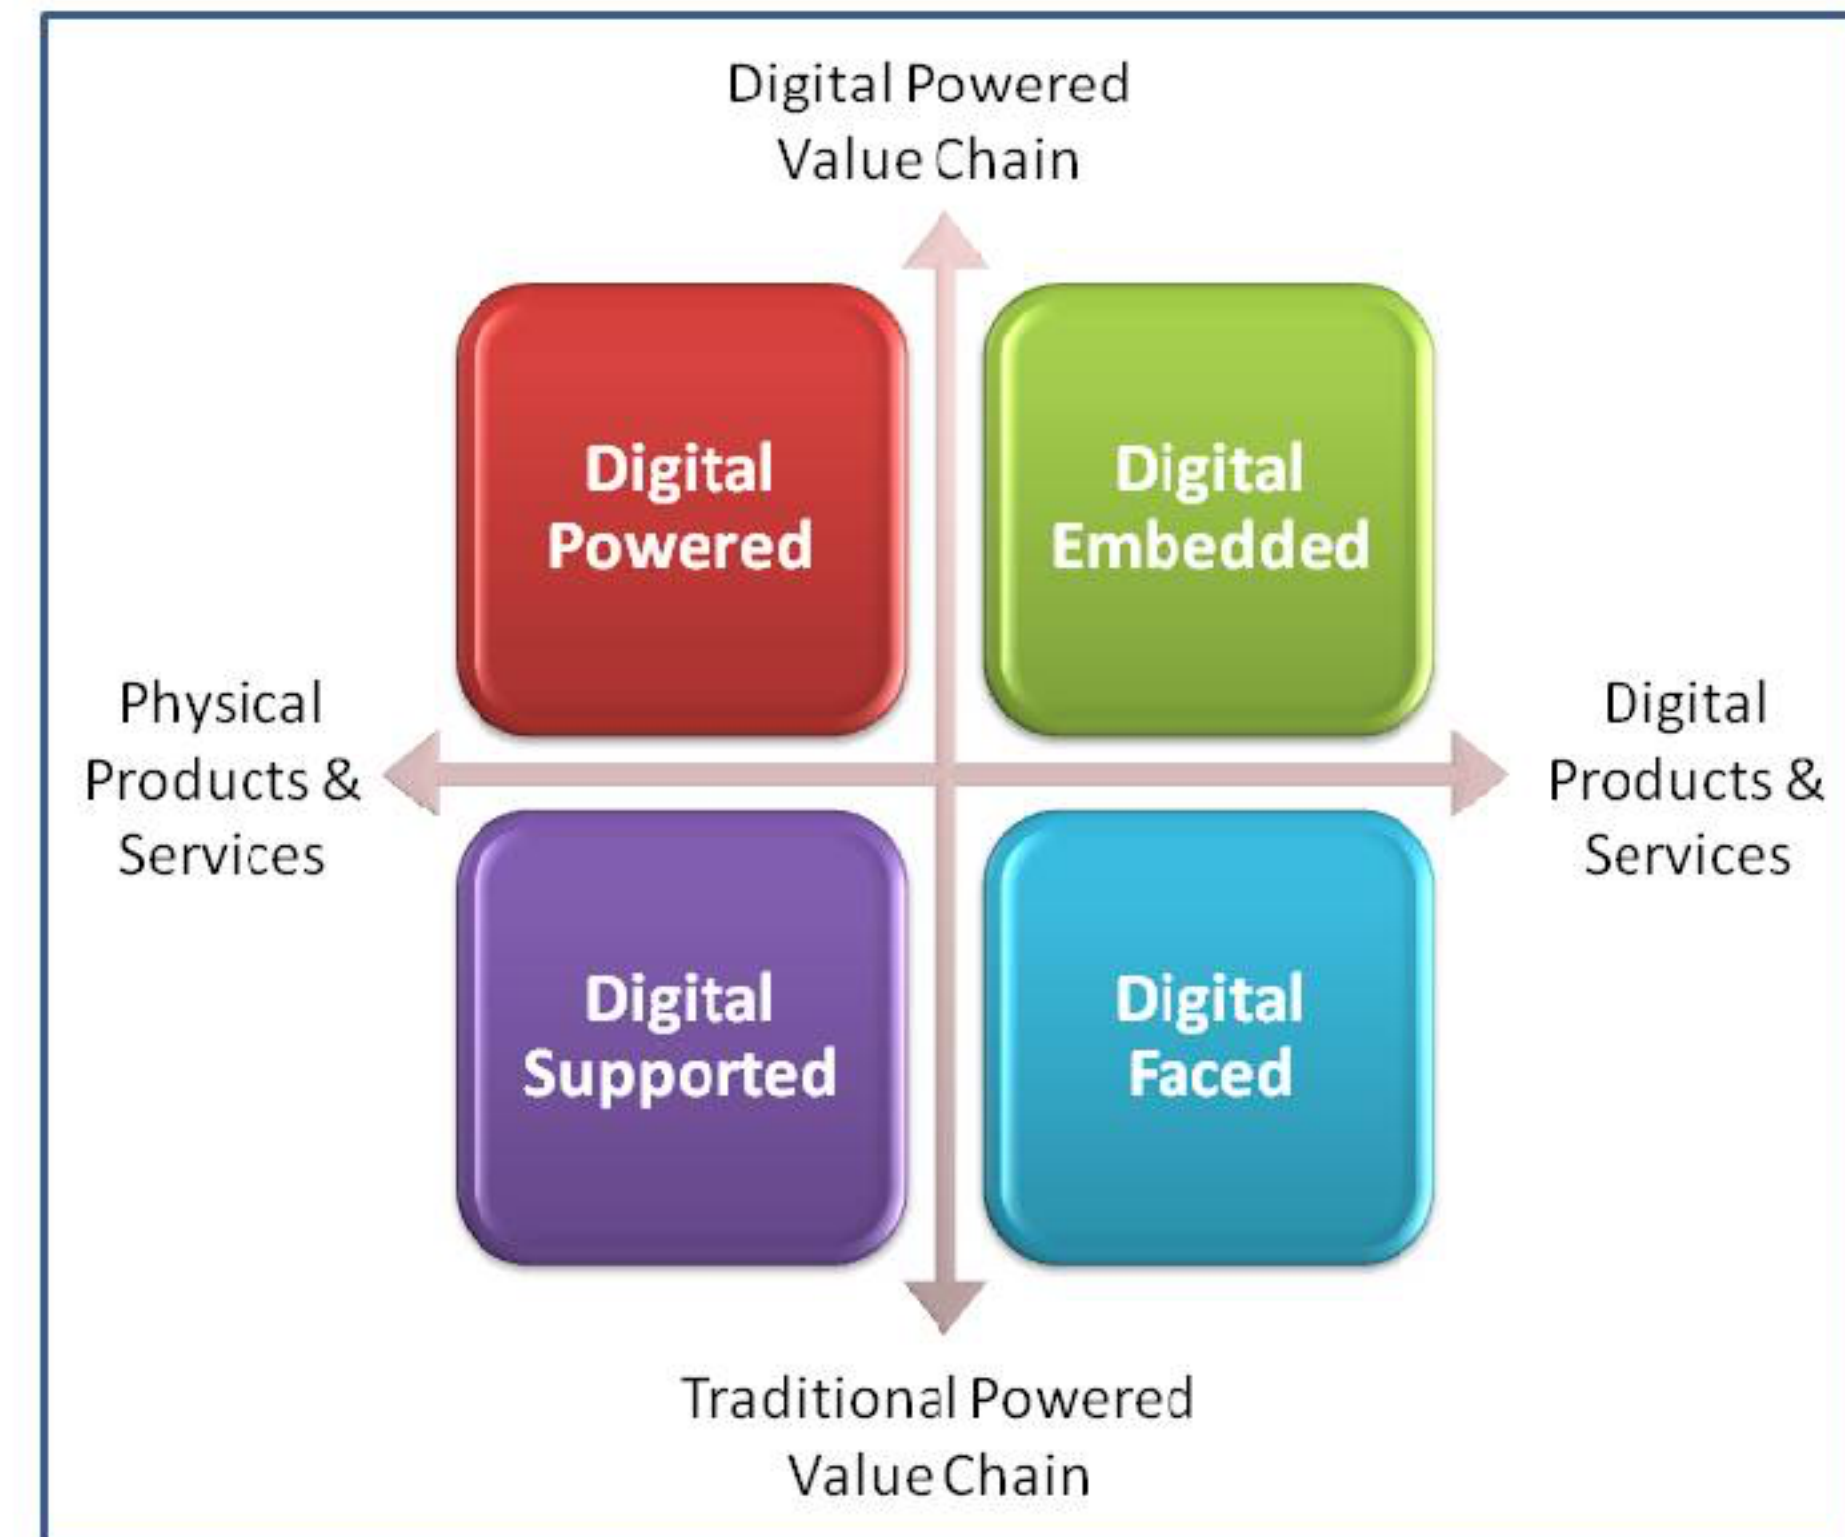 Digital Powered
Value Chain
Digital
Powered
Digital
Embedded
Physical
Products &
Services
Digital
Products &
Services
Digital
Supported
Digital
Faced
Traditional Powered
Value Chain